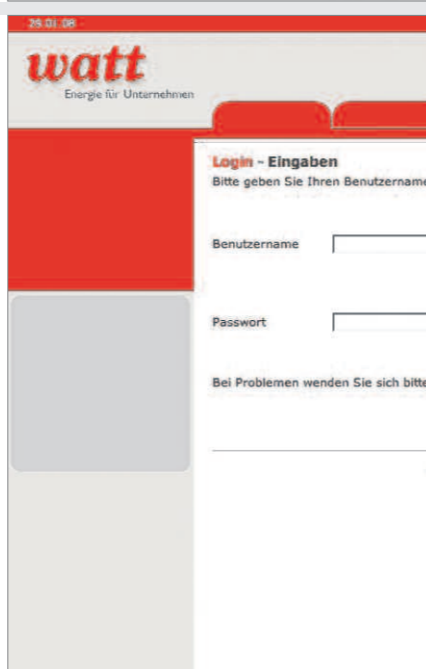 29.01.08
watt
Energie für Unternehmen
Login - Eingaben
Bitte geben Sie Ihren Benutzername
Benutzername
Passwort
Bei Problemen wenden Sie sich bitte